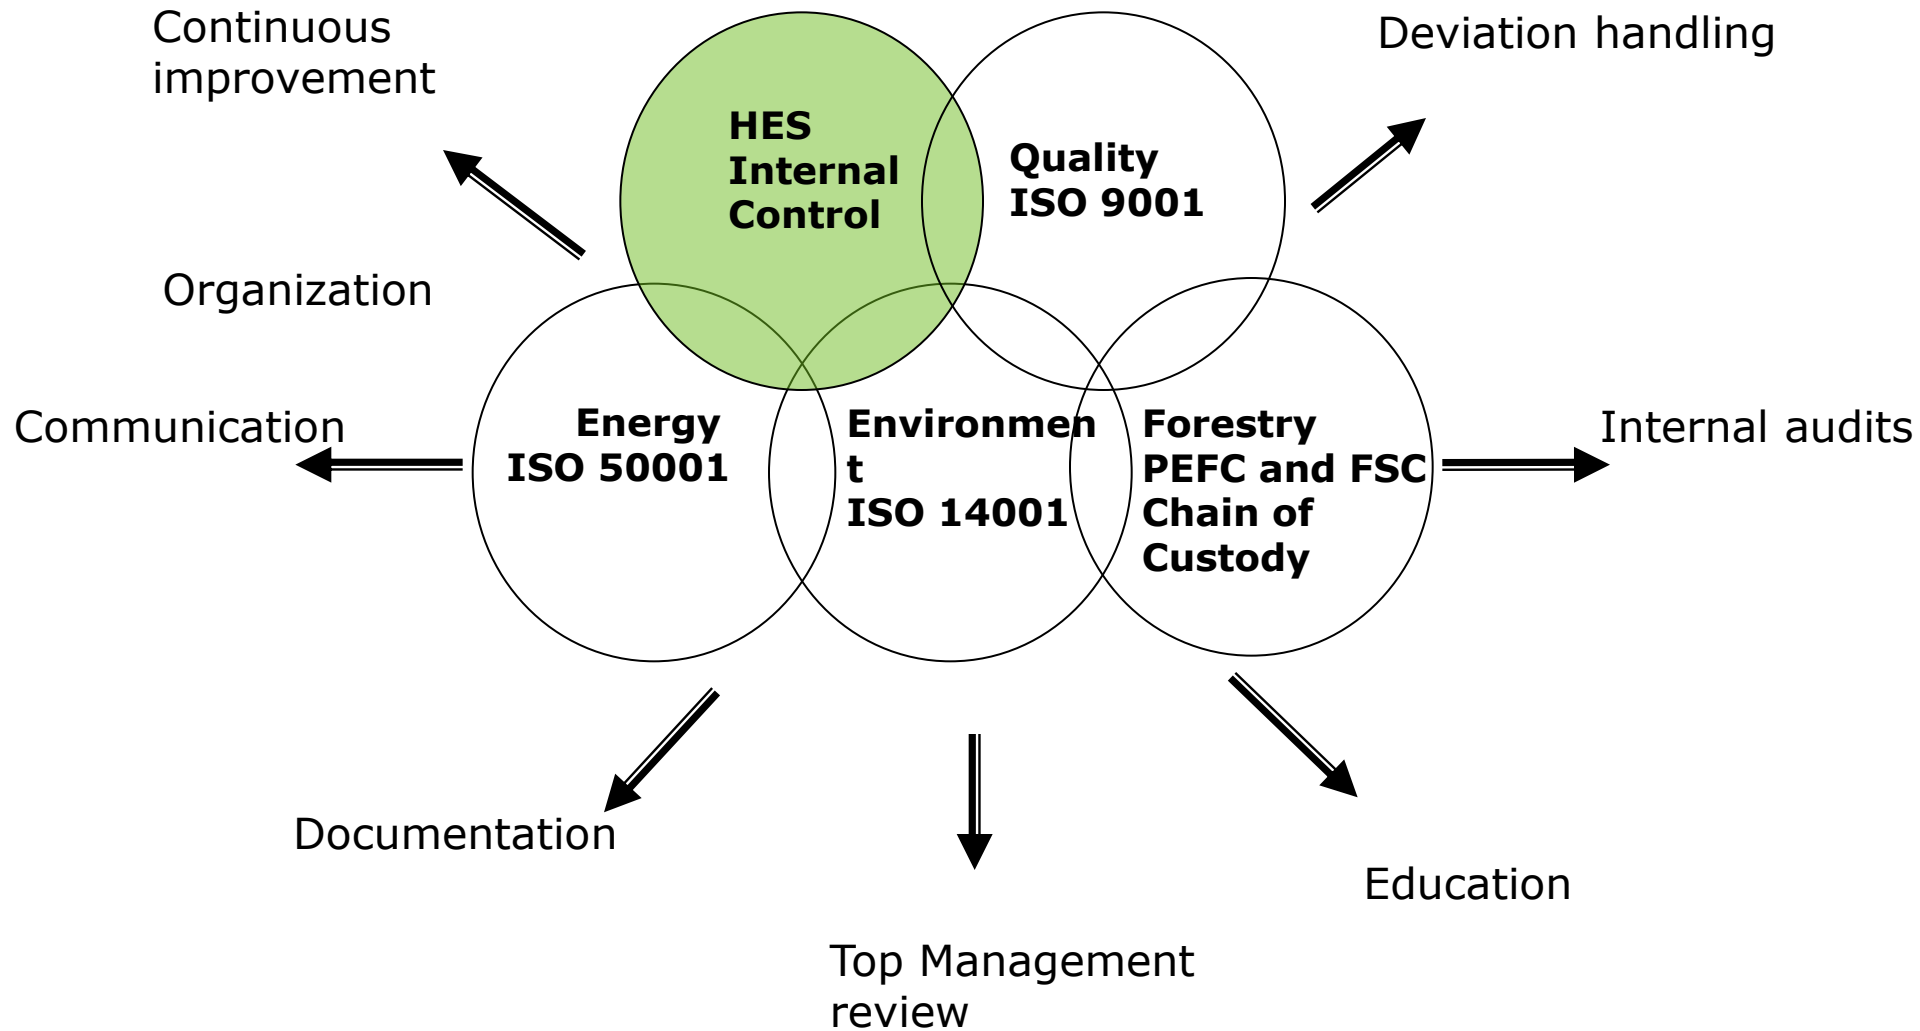 Continuous
improvement
Deviation handling
HES
Internal
Control
Quality
ISO 9001
Organization
Communication
Energy
ISO 50001
Environmen
t
ISO 14001
Forestry
PEFC and FSC
Chain of
Custody
Internal audits
Documentation
Education
Top Management
review